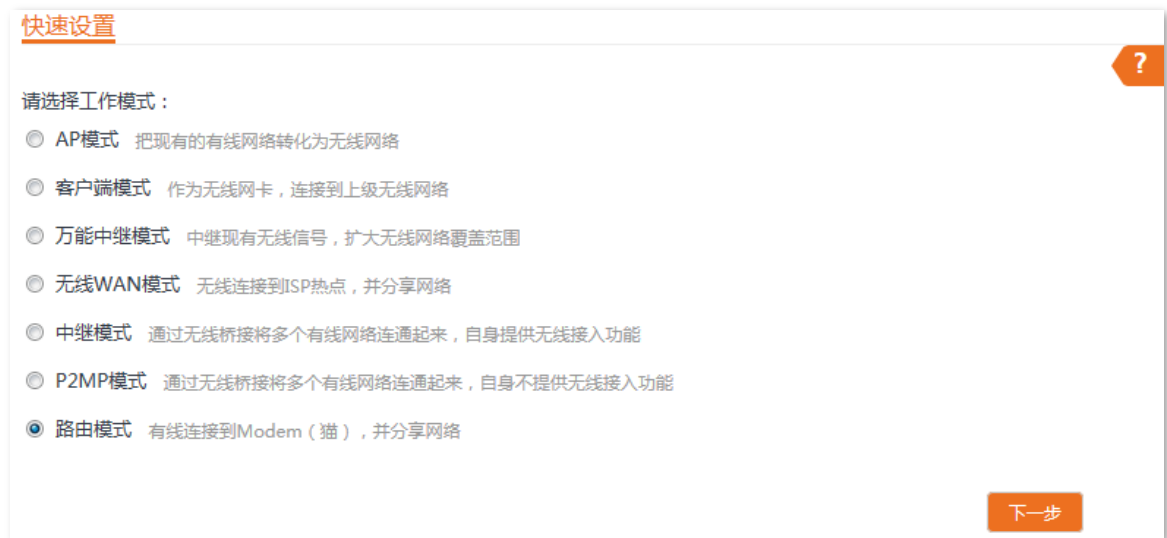 快速设置
?
请选择工作模式：
AP模式 把现有的有线网络转化为无线网络
客户端模式 作为无线网卡，连接到上级无线网络
万能中继模式 中继现有无线信号，扩大无线网络覆盖范围
无线WAN模式 无线连接到ISP热点，并分享网络
中继模式 通过无线桥接将多个有线网络连通起来，自身提供无线接入功能
P2MP模式 通过无线桥接将多个有线网络连通起来，自身不提供无线接入功能
路由模式 有线连接到Modem（猫），并分享网络
下一步